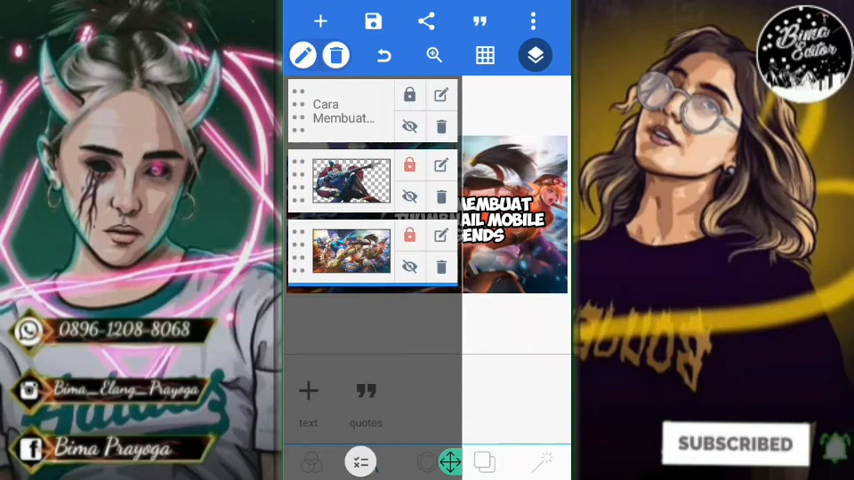 Bima
Editor
Cara
Membuat...
EMBUAT
AIL MOBILE
ENDS
0896-1208-8068
Bima_Elang_Prayoga
Bima Prayoga
text
quotes
SUBSCRIBED